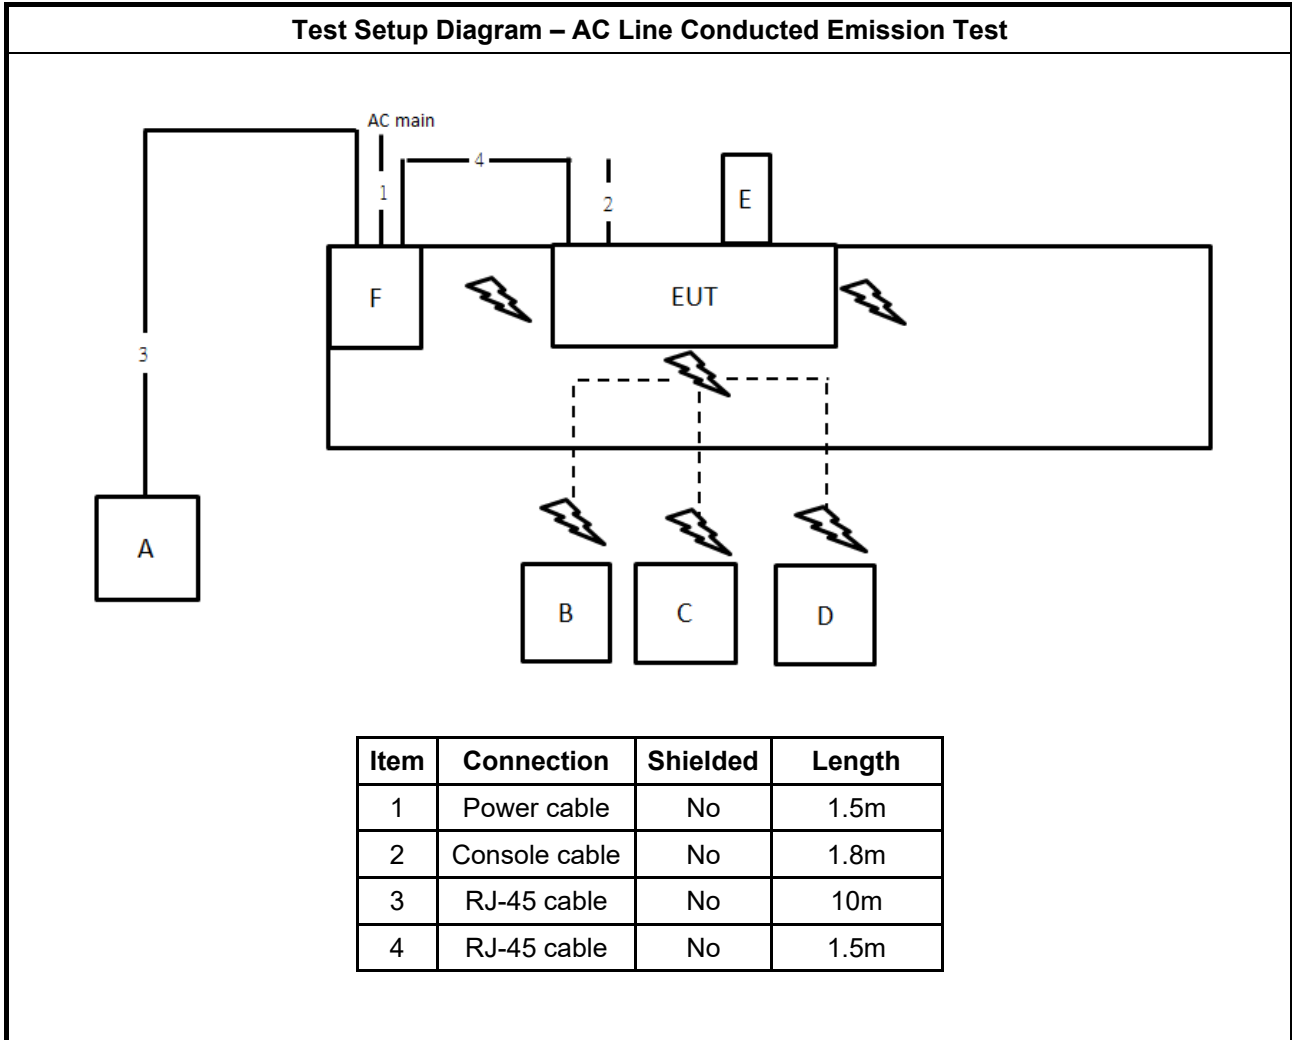 Test Setup Diagram – AC Line Conducted Emission Test
AC main
4
1
2
E
F
EUT
3
A
B
C
D
Item Connection Shielded Length
1 Power cable No 1.5m
2 Console cable No 1.8m
3 RJ-45 cable No 10m
4 RJ-45 cable No 1.5m